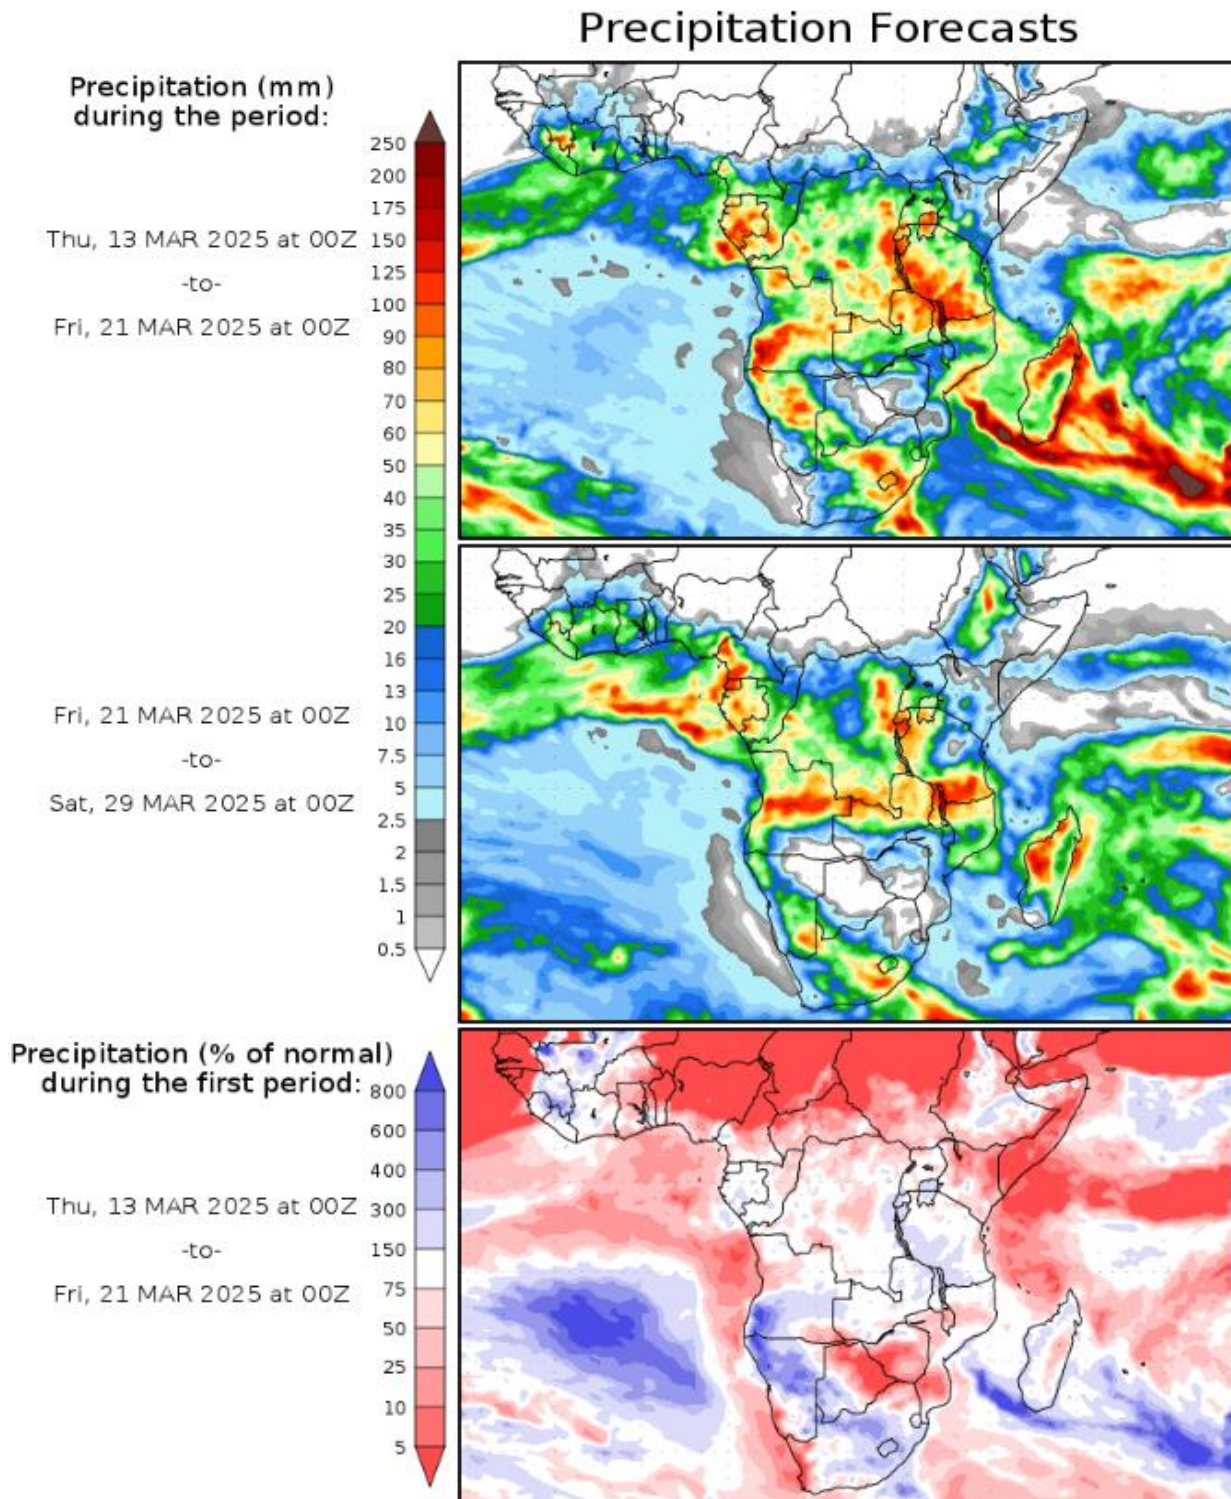 Precipitation Forecasts
Precipitation (mm)
during the period:
250
200
175
150
125
100
90
80
70
60
50
40
35
30
25
20
16
13
10
7.5
5
2.5
2
1.5
1
0.5
Thu, 13 MAR 2025 at 00Z
-to-
Fri, 21 MAR 2025 at 00Z
Fri, 21 MAR 2025 at 00Z
-to-
Sat, 29 MAR 2025 at 00Z
Precipitation (% of normal)
during the first period:
800
600
400
300
150
75
50
25
10
5
Thu, 13 MAR 2025 at 00Z
-to-
Fri, 21 MAR 2025 at 00Z